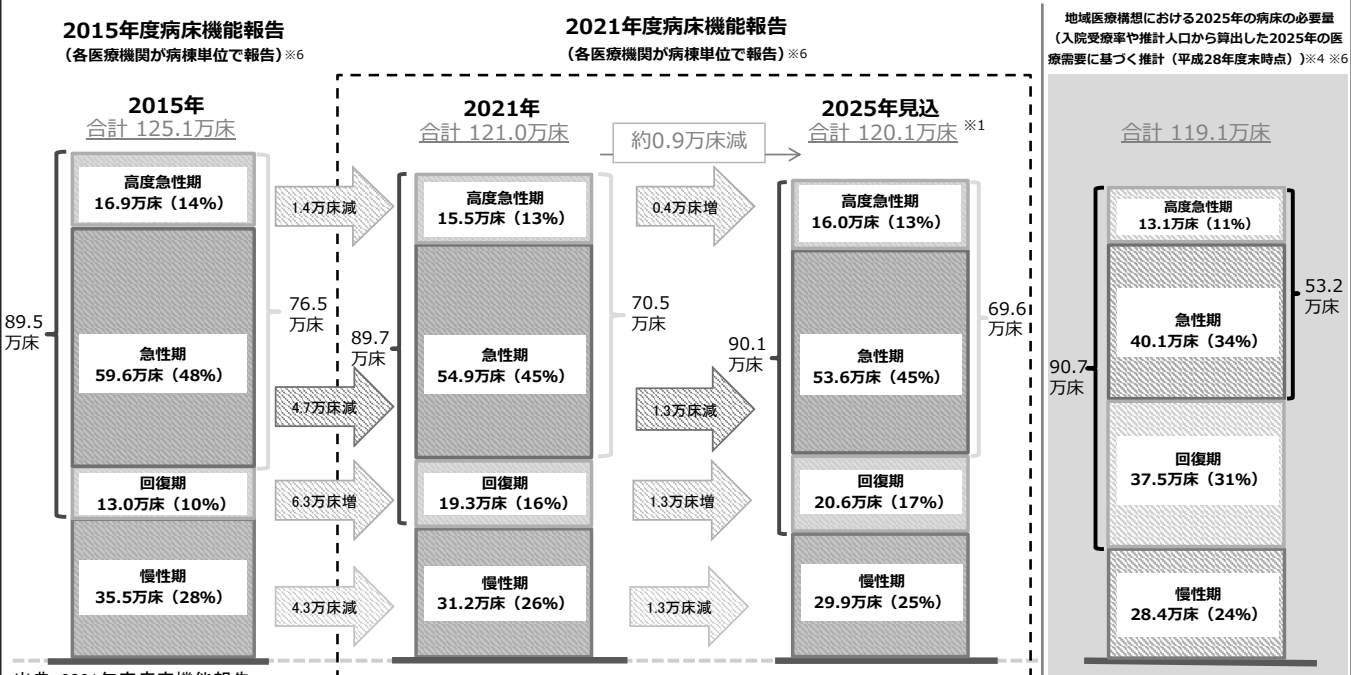 2015年度病床機能報告
（各医療機関が病棟単位で報告）※6
2021年度病床機能報告
（各医療機関が病棟単位で報告）※6
地域医療構想における2025年の病床の必要量
（入院受療率や推計人口から算出した2025年の医
療需要に基づく推計（平成28年度末時点））※4 ※6
2015年
合計 125.1万床
高度急性期
16.9万床（14%）
急性期
59.6万床（48%）
回復期
13.0万床（10%）
慢性期
35.5万床（28%）
89.5
万床
76.5
万床
1.4万床減
4.7万床減
6.3万床増
4.3万床減
2021年
合計 121.0万床
高度急性期
15.5万床（13%）
急性期
54.9万床（45%）
回復期
19.3万床（16%）
慢性期
31.2万床（26%）
89.7
万床
70.5
万床
約0.9万床減
0.4万床増
1.3万床減
1.3万床増
1.3万床減
2025年見込
合計 120.1万床 ※1
高度急性期
16.0万床（13%）
急性期
53.6万床（45%）
回復期
20.6万床（17%）
慢性期
29.9万床（25%）
90.1
万床
69.6
万床
合計 119.1万床
高度急性期
13.1万床（11%）
急性期
40.1万床（34%）
回復期
37.5万床（31%）
慢性期
28.4万床（24%）
90.7
万床
53.2
万床